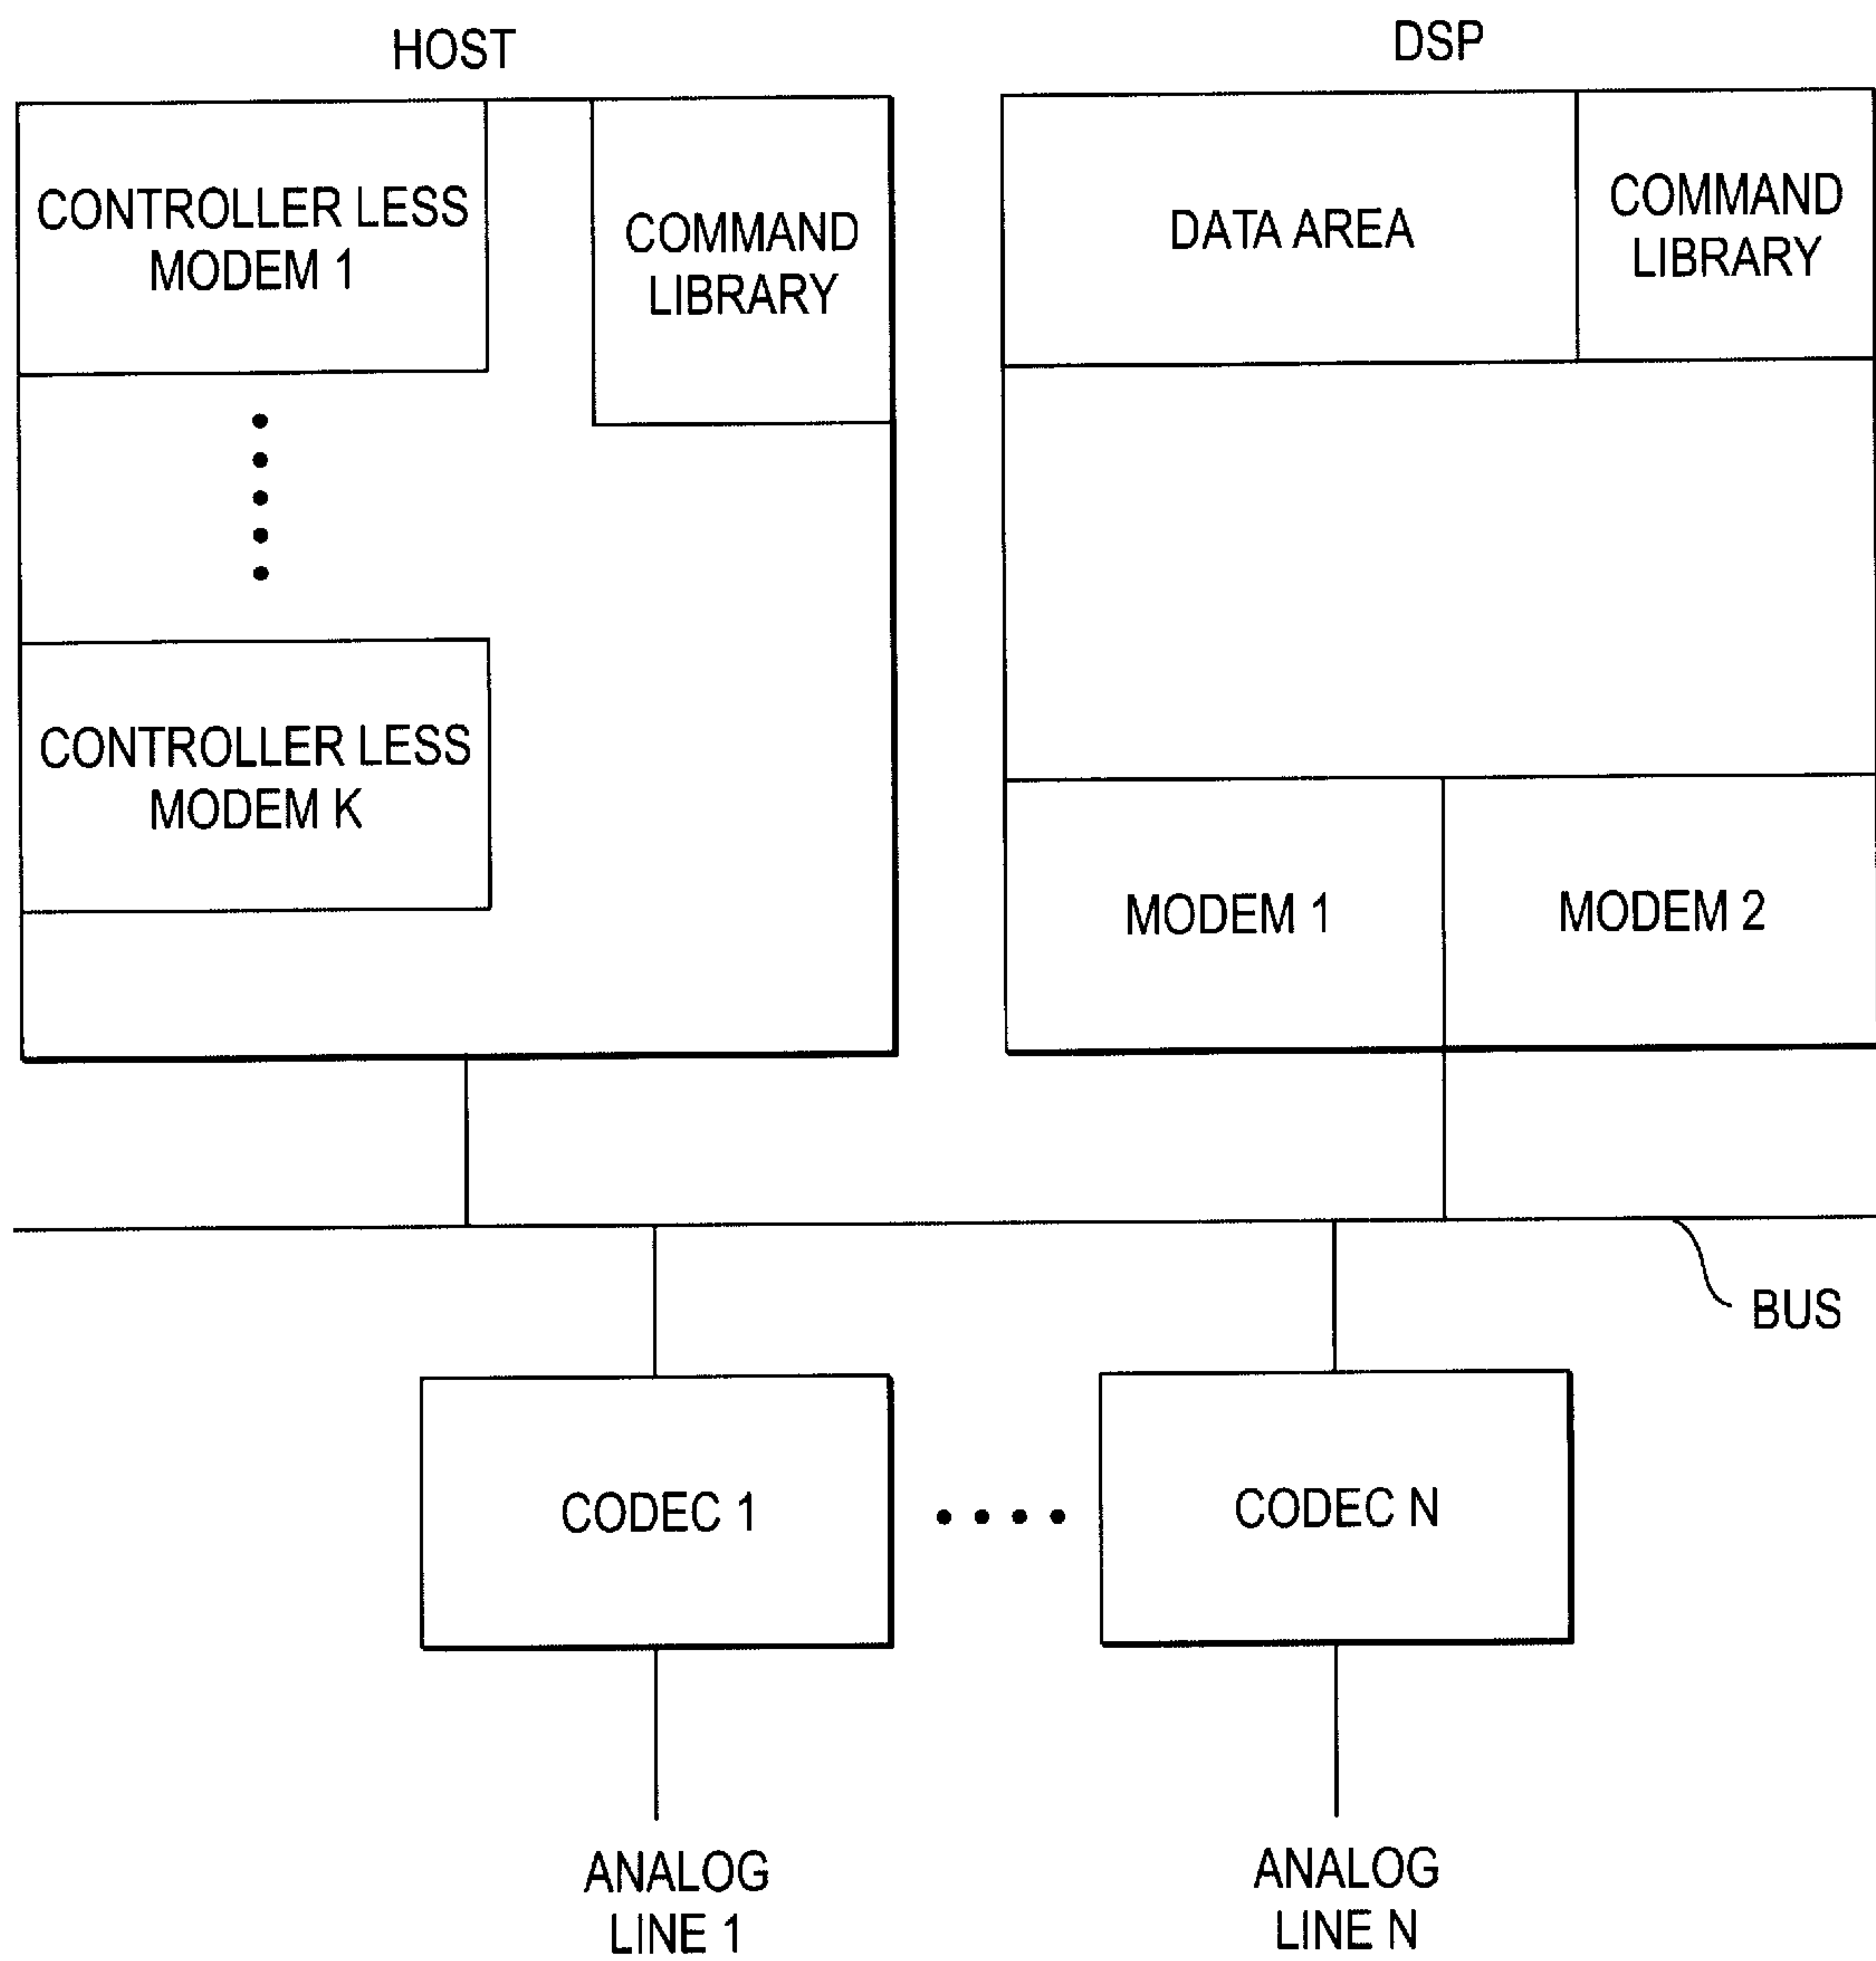 HOST
CONTROLLER LESS
MODEM 1
COMMAND
LIBRARY
CONTROLLER LESS
MODEM K
DSP
DATA AREA
COMMAND
LIBRARY
MODEM 1
MODEM 2
BUS
CODEC 1
CODEC N
ANALOG
LINE 1
ANALOG
LINE N